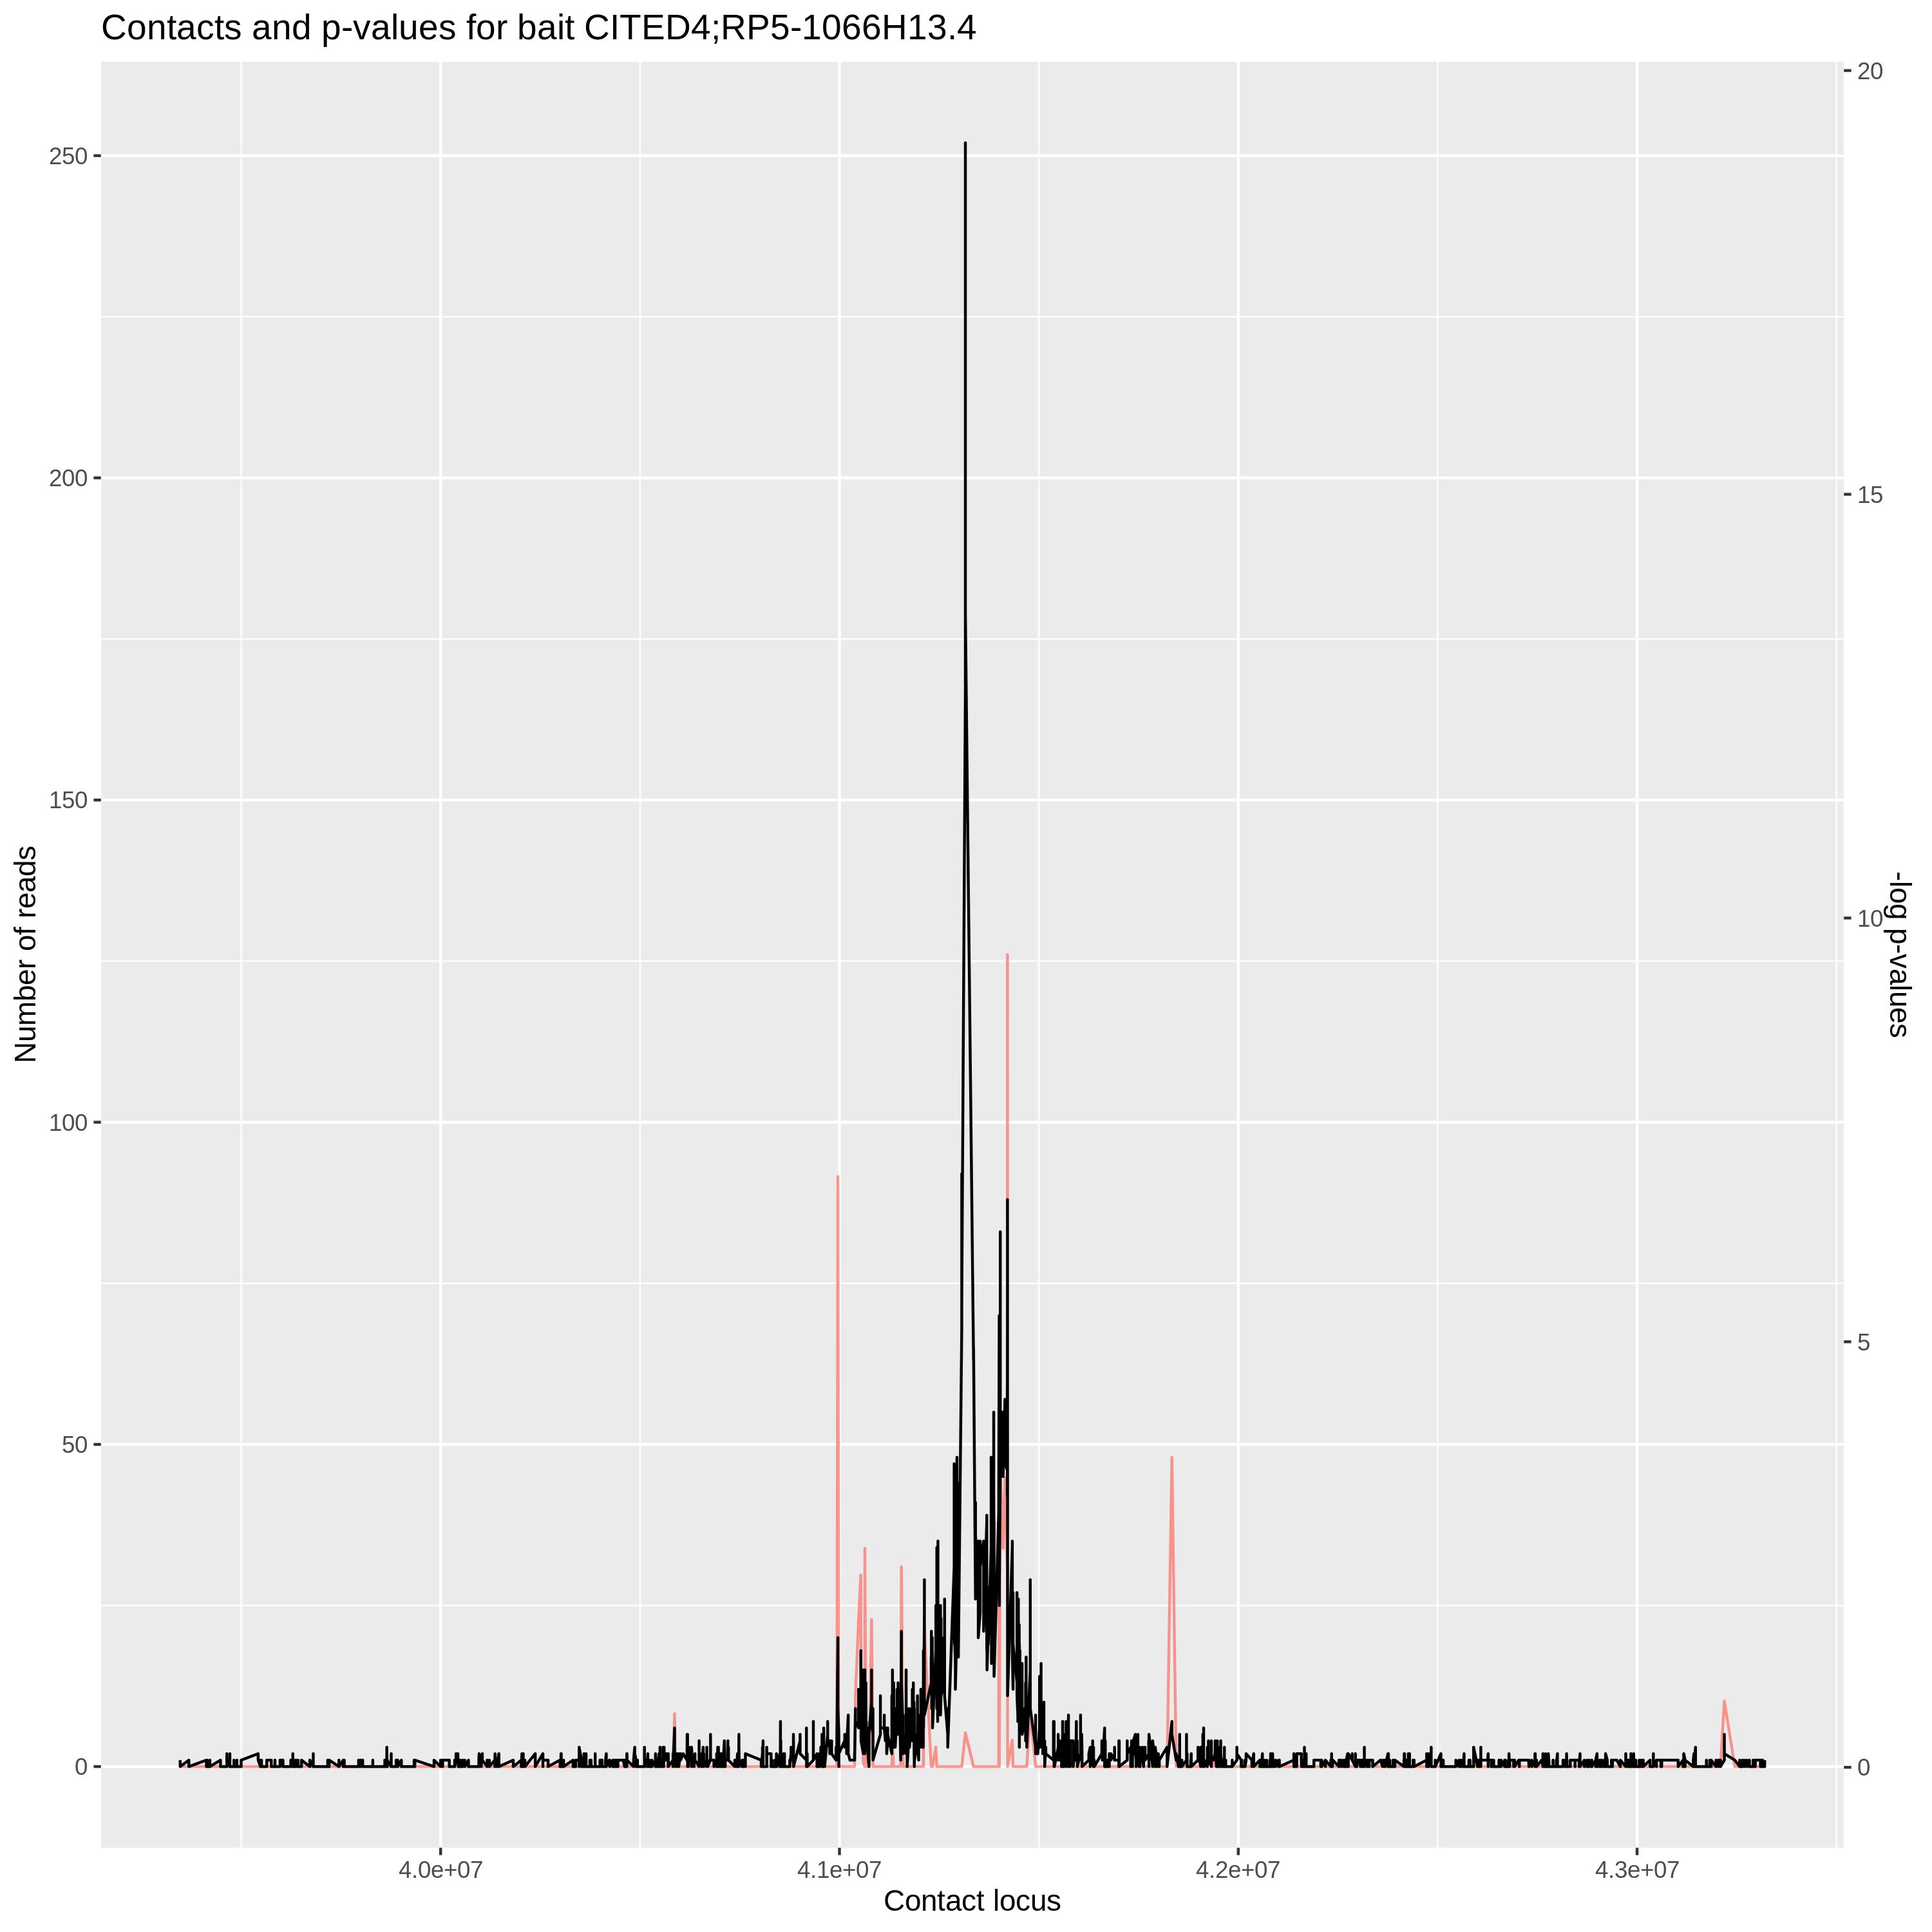 Contacts and p-values for bait CITED4;RP5-1066H13.4
250
200
150
100
50
0
Number of reads
20
15
10
5
0
-log p-values
4.0e+07
4.1e+07
4.2e+07
4.3e+07
Contact locus